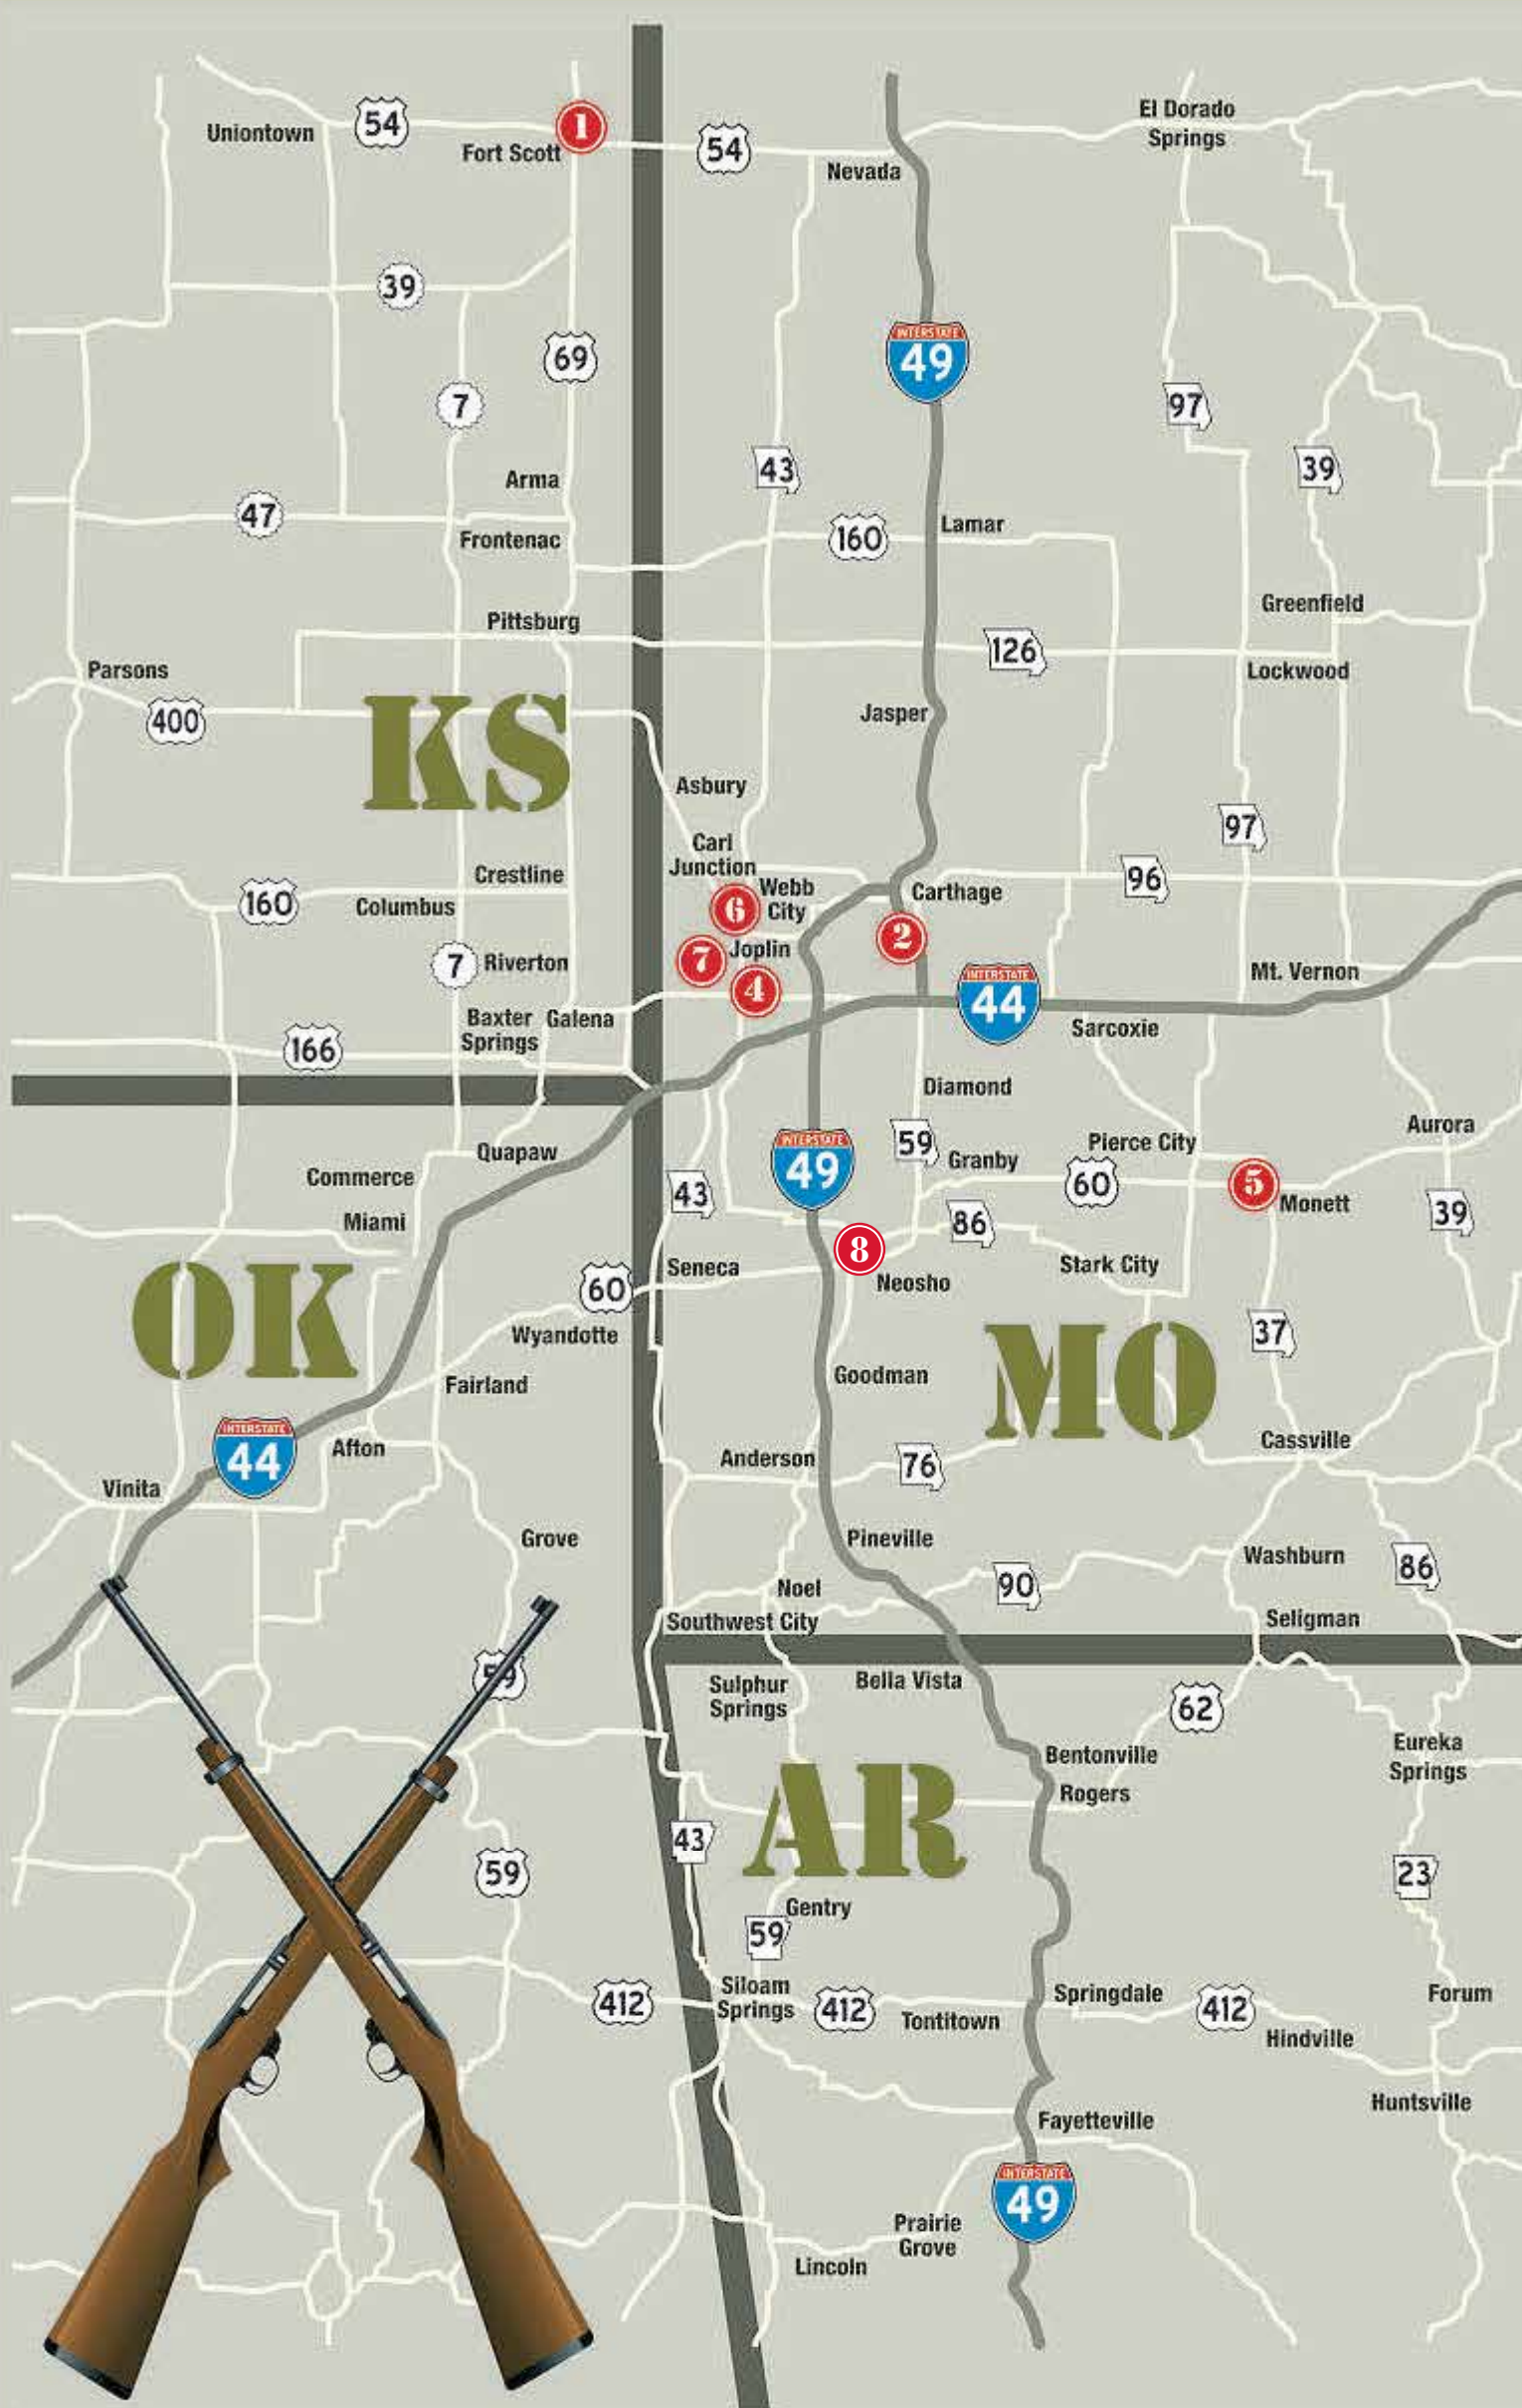 El Dorado
Springs
Uniontown
54
1
Fort Scott
54
Nevada
39
69
INTERSTATE
49
7
97
43
39
Arma
47
Frontenac
160
Lamar
Greenfield
Pittsburg
126
Parsons
Lockwood
400
Jasper
KS
Asbury
97
Carl
Junction
Crestline
Webb
City
96
160
Columbus
6
Carthage
2
7
Riverton
7
Joplin
4
INTERSTATE
44
Mt. Vernon
Baxter
Springs
Galena
Sarcoxie
166
Diamond
Aurora
Quapaw
INTERSTATE
49
59
Granby
Pierce City
Commerce
43
60
5
Monett
Miami
86
39
8
OK
60
Seneca
Neosho
Stark City
Wyandotte
MO
37
Fairland
Goodman
INTERSTATE
44
Afton
Anderson
76
Cassville
Vinita
Grove
Pineville
Washburn
86
Noel
90
Southwest City
Seligman
59
Sulphur
Springs
Bella Vista
62
Bentonville
Eureka
Springs
Rogers
AR
43
59
23
Gentry
59
412
Siloam
Springs
412
Tontitown
Springdale
412
Forum
Hindville
Huntsville
Fayetteville
INTERSTATE
49
Prairie
Grove
Lincoln